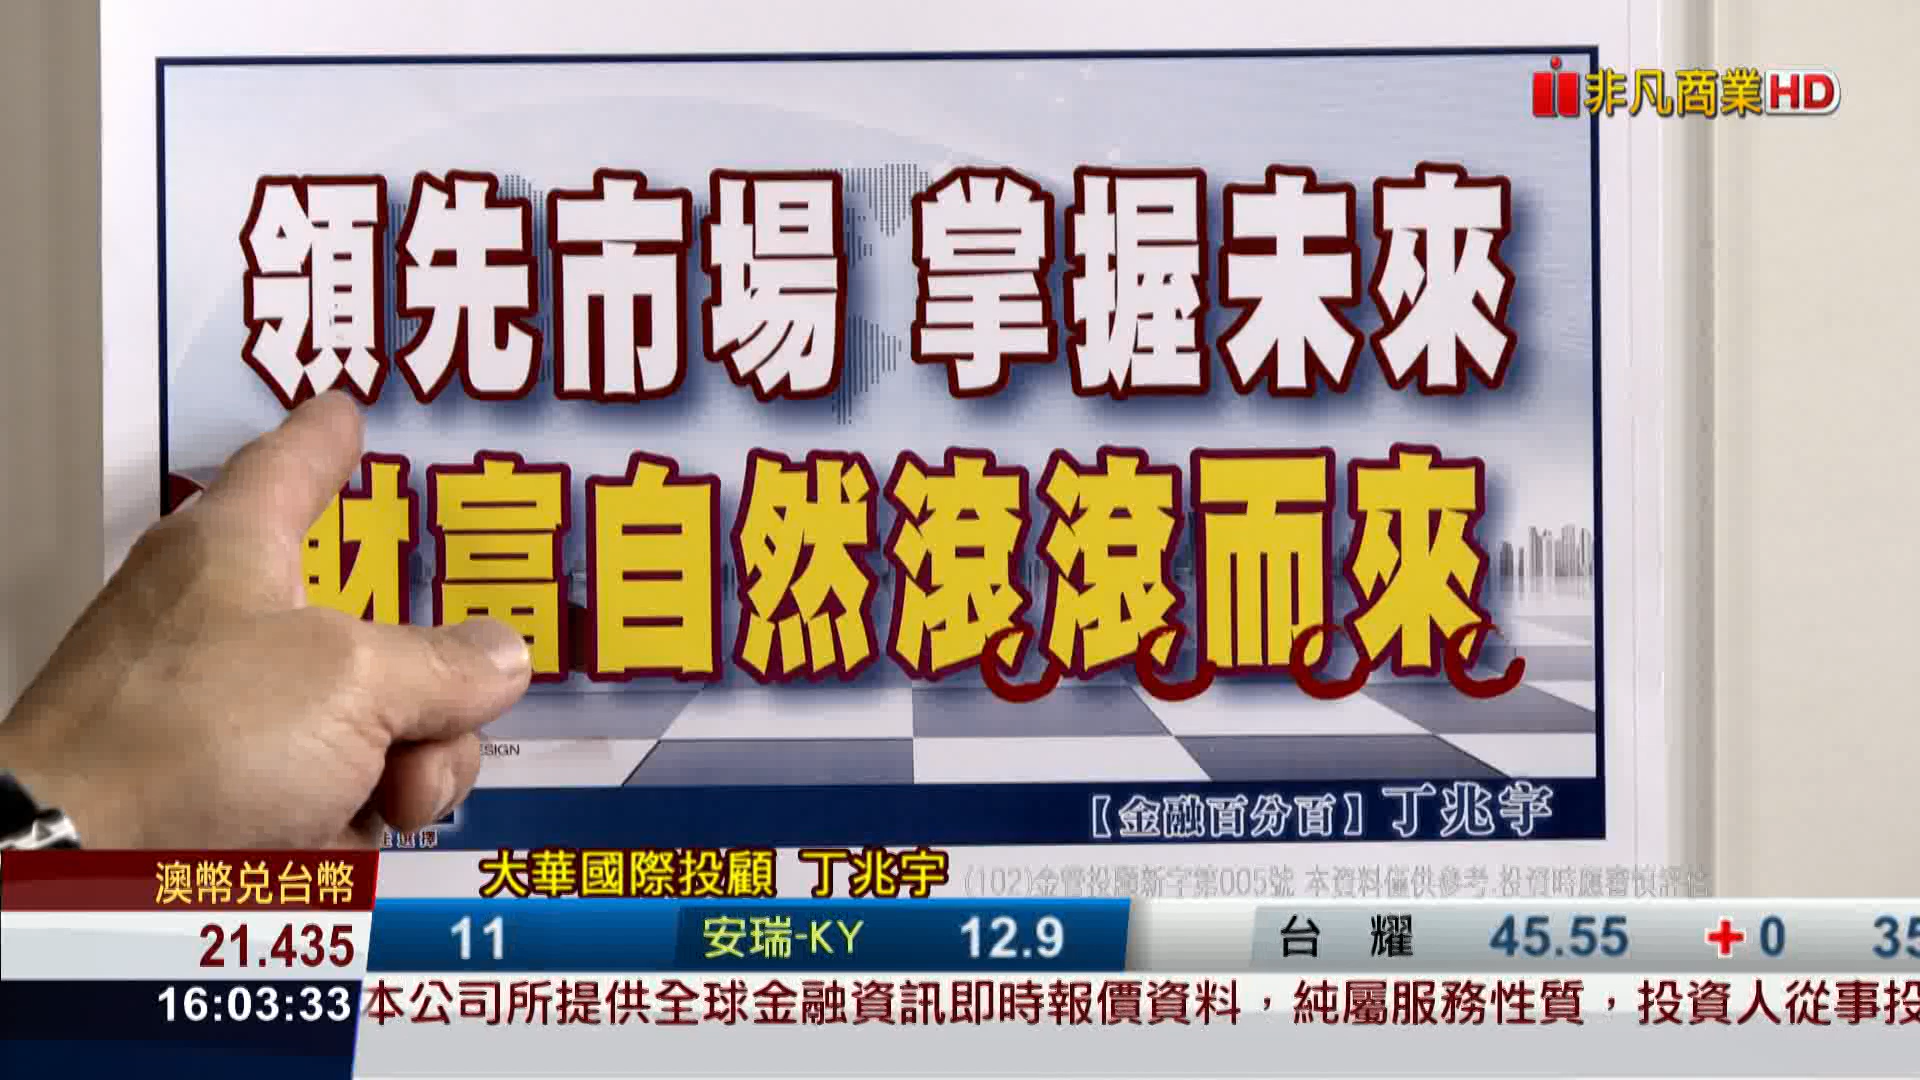 非凡商業HD
領先市場 掌握未來
財富自然滾滾而來
ESIGN
【金融百分百】丁兆宇
選擇
澳幣兌台幣
大華國際投顧 丁兆宇
(102)金管投顧新字第005號 本資料僅供參考,投資時應審慎評估
21.435
11 安瑞-KY 12.9 台 耀 45.55 +0 35
16:03:33
本公司所提供全球金融資訊即時報價資料，純屬服務性質，投資人從事投